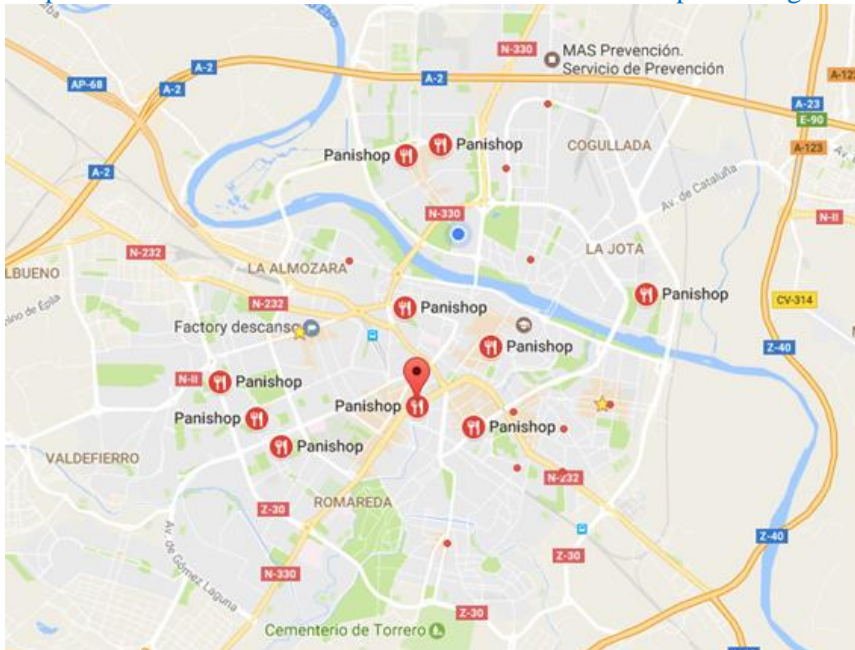 N-330
MAS Prevención.
Servicio de Prevención
A-2
A-2
AP-68
A-2
A-23
E-90
A-123
A-2
COGULLADA
Panishop
Panishop
Av. de Cataluña
N-330
N-II
LA JOTA
N-232
LA ALMOZARA
Panishop
CV-314
N-232
Panishop
Factory descanso
Panishop
Z-40
N-II
Panishop
Panishop
Panishop
Panishop
Panishop
VALDEFIERRO
N-232
ROMAREDA
Z-30
Av. de Gómez Laguna
Z-40
Z-30
N-330
Z-30
Cementerio de Torrero